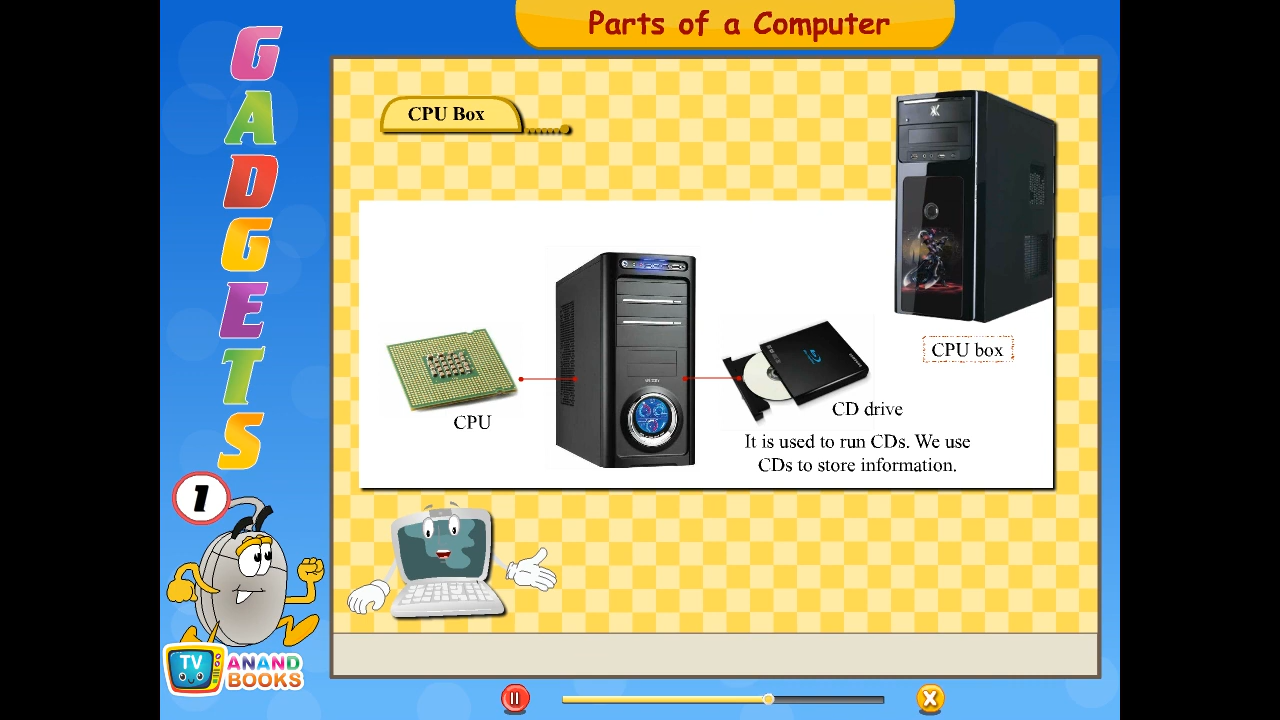 Parts of a Computer
GADGETS
1
CPU Box
CPU box
CPU
CD drive
It is used to run CDs. We use
CDs to store information.
TV
ANAND
BOOKS